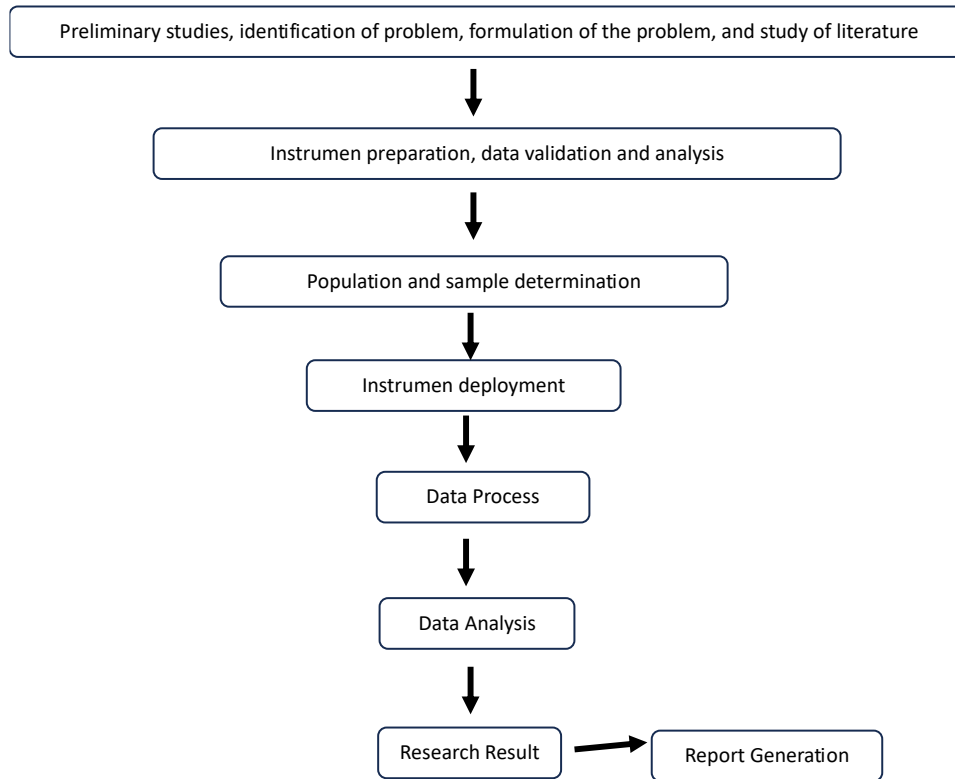 Preliminary studies, identification of problem, formulation of the problem, and study of literature
Instrumen preparation, data validation and analysis
Population and sample determination
Instrumen deployment
Data Process
Data Analysis
Research Result
Report Generation